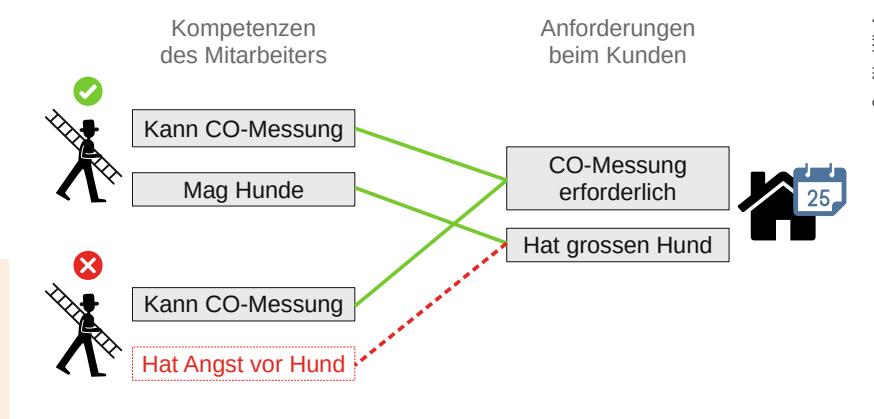 Kompetenzen
des Mitarbeiters
Anforderungen
beim Kunden
Kann CO-Messung
Mag Hunde
CO-Messung
erforderlich
25
Hat grossen Hund
Kann CO-Messung
Hat Angst vor Hund